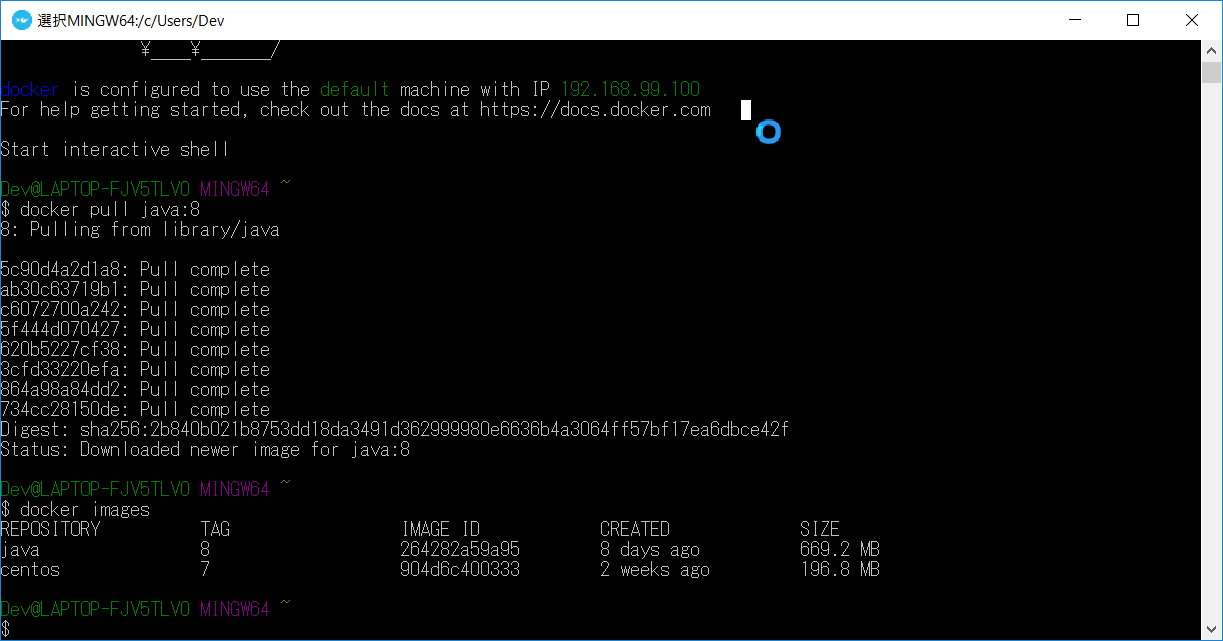 選択MINGW64:/c/Users/Dev
¥____¥_______/
docker is configured to use the default machine with IP 192.168.99.100
For help getting started, check out the docs at https://docs.docker.com
Start interactive shell
Dev@LAPTOP-FJV5TLVO MINGW64 ~
$ docker pull java:8
8: Pulling from library/java
5c90d4a2d1a8: Pull complete
ab30c63719b1: Pull complete
c6072700a242: Pull complete
5f444d070427: Pull complete
620b5227cf38: Pull complete
3cfd33220efa: Pull complete
864a98a84dd2: Pull complete
734cc28150de: Pull complete
Digest: sha256:2b840b021b8753dd18da3491d362999980e6636b4a3064ff57bf17ea6dbce42f
Status: Downloaded newer image for java:8
Dev@LAPTOP-FJV5TLVO MINGW64 ~
$ docker images
REPOSITORY TAG IMAGE ID CREATED SIZE
java 8 264282a59a95 8 days ago 669.2 MB
centos 7 904d6c400333 2 weeks ago 196.8 MB
Dev@LAPTOP-FJV5TLVO MINGW64 ~
$